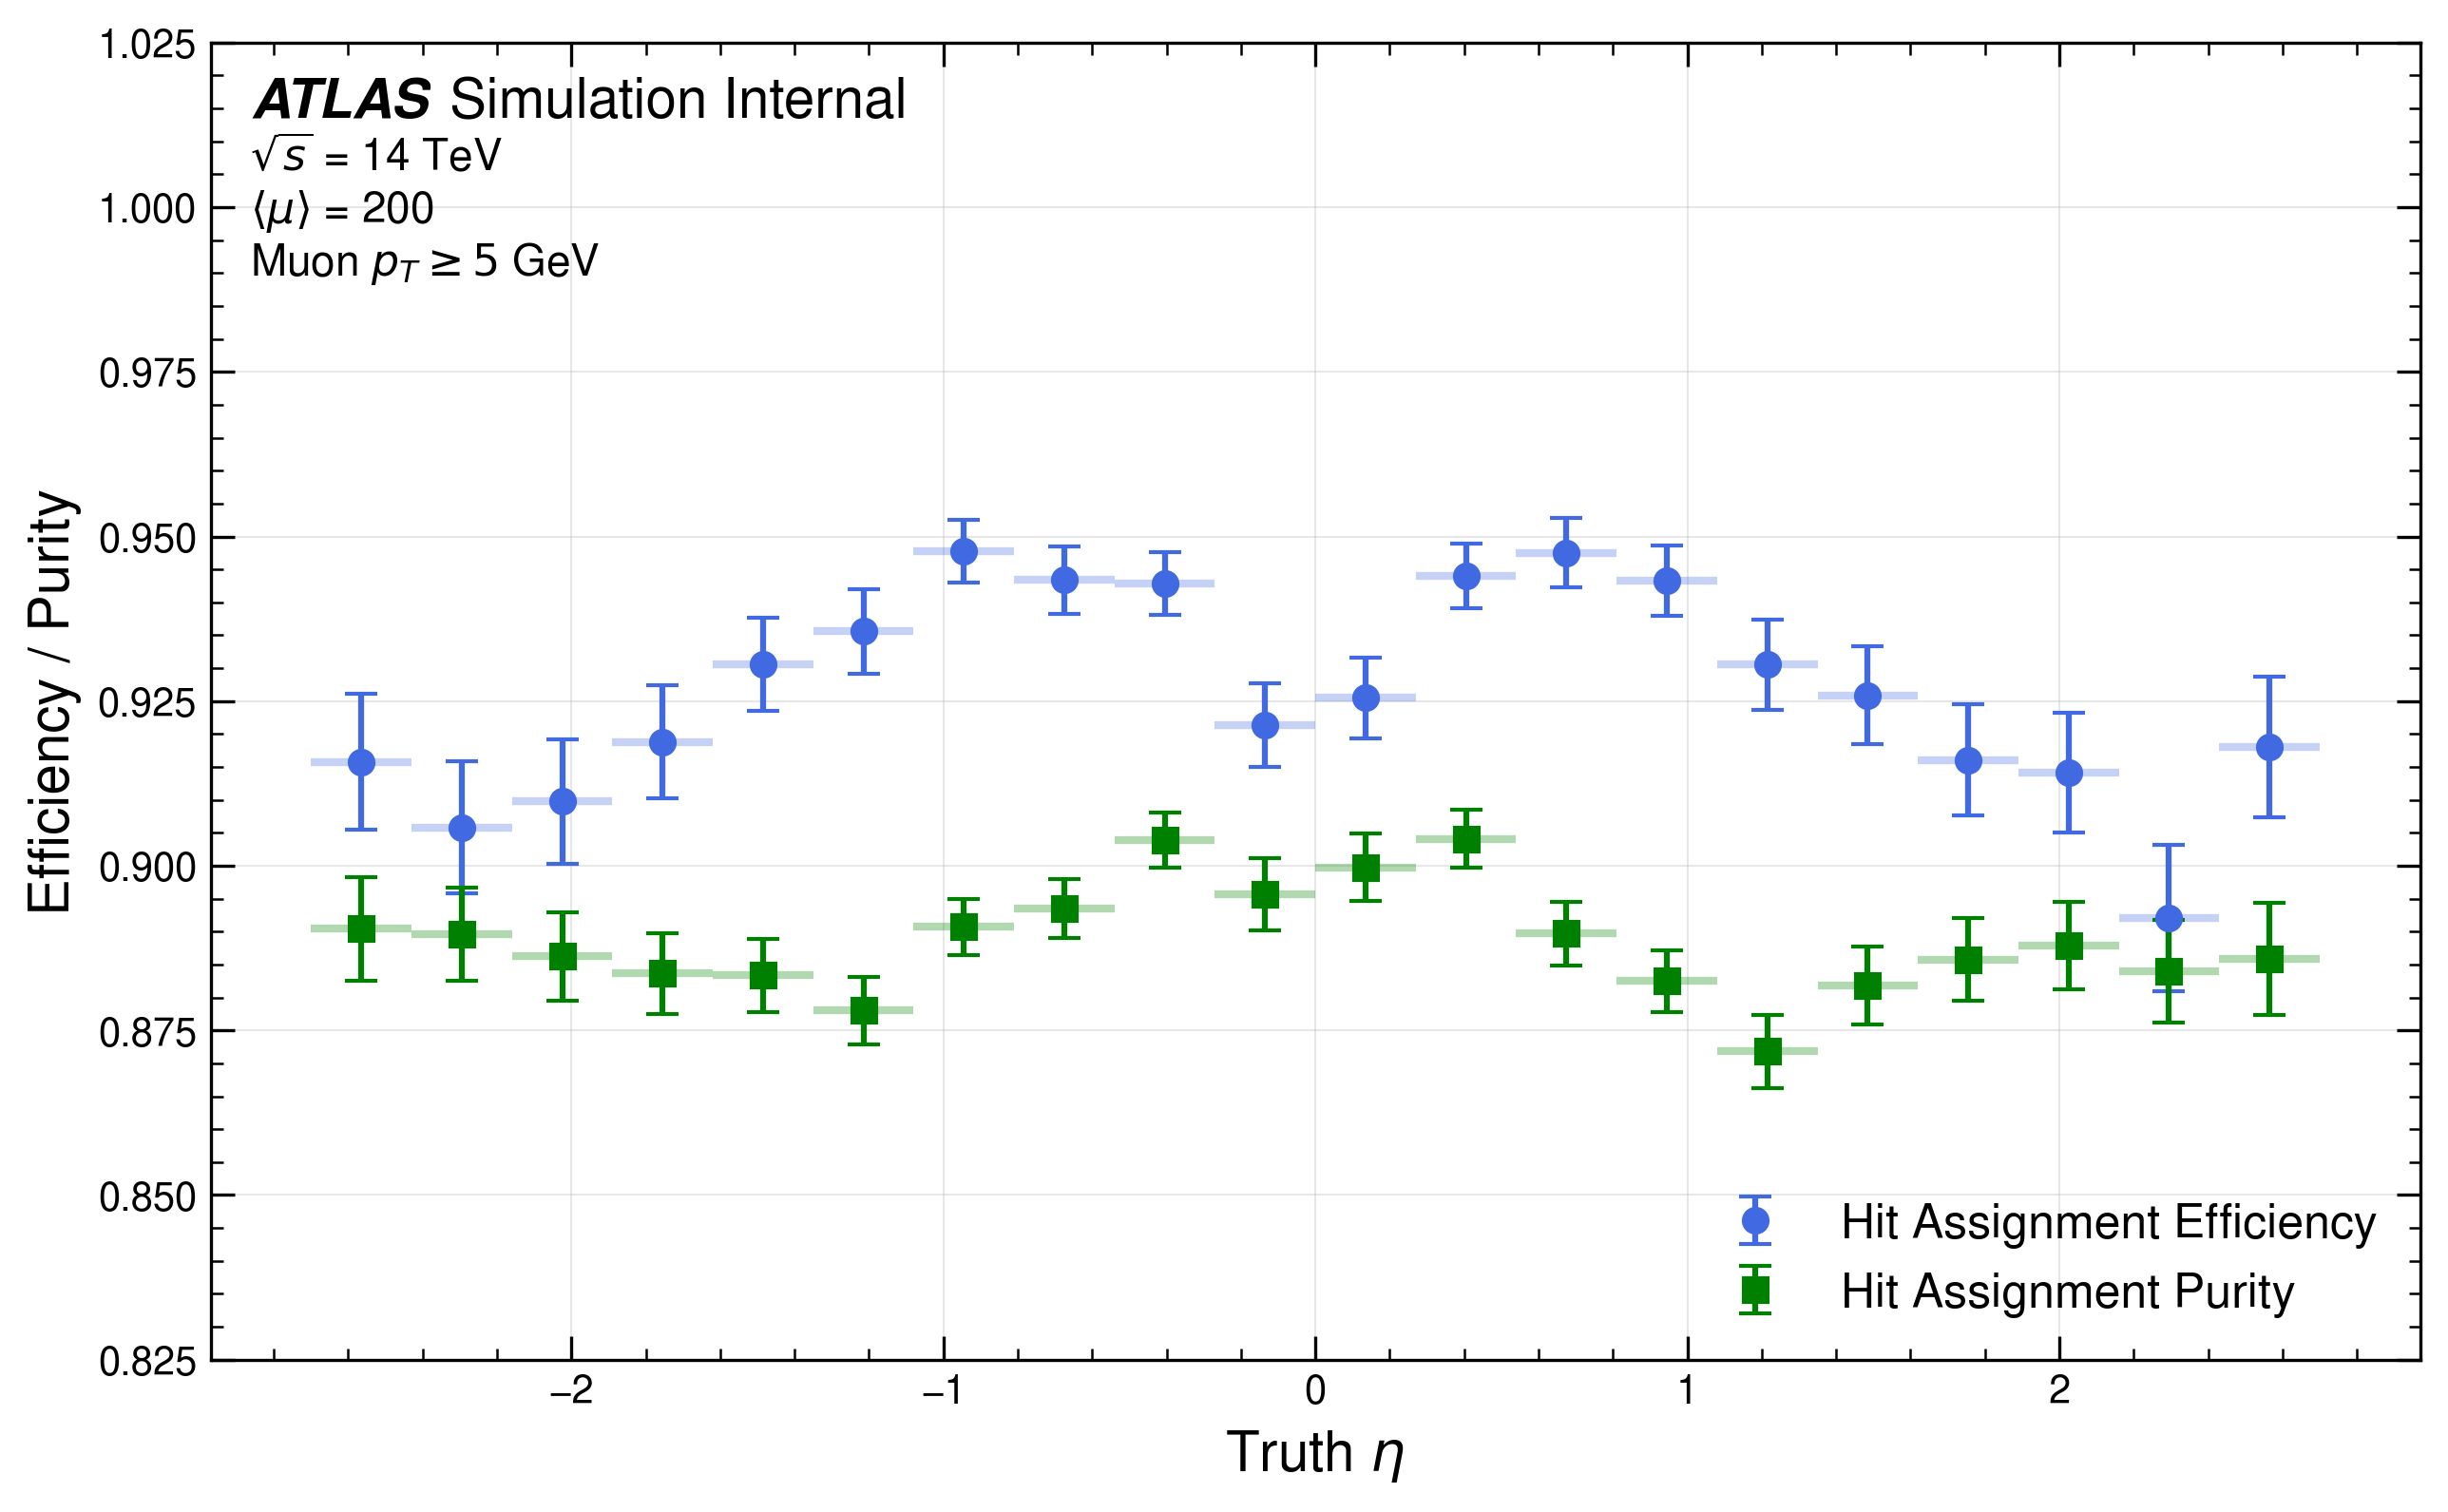 ATLAS Simulation Internal
√s = 14 TeV
⟨μ⟩ = 200
Muon p_T ≥ 5 GeV
1.025
1.000
0.975
0.950
0.925
0.900
0.875
0.850
0.825
Efficiency / Purity
Hit Assignment Efficiency
Hit Assignment Purity
−2
−1
0
1
2
Truth η